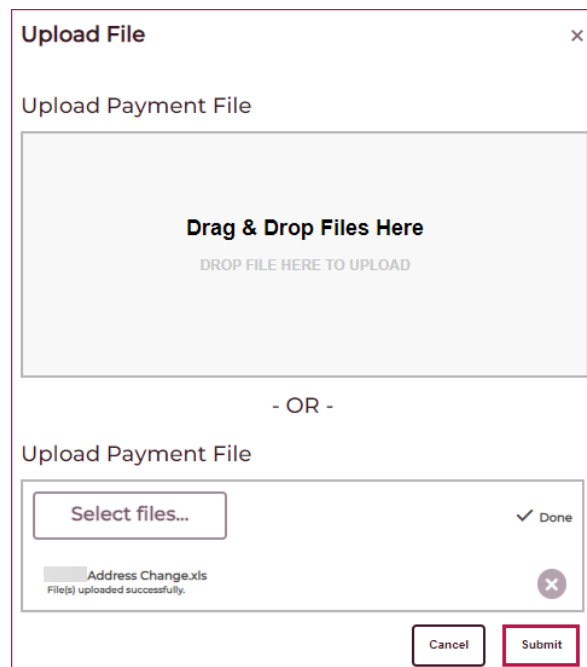 Upload File
Upload Payment File
Drag & Drop Files Here
DROP FILE HERE TO UPLOAD
- OR -
Upload Payment File
Select files...
Done
Address Change.xls
File(s) uploaded successfully.
Cancel
Submit